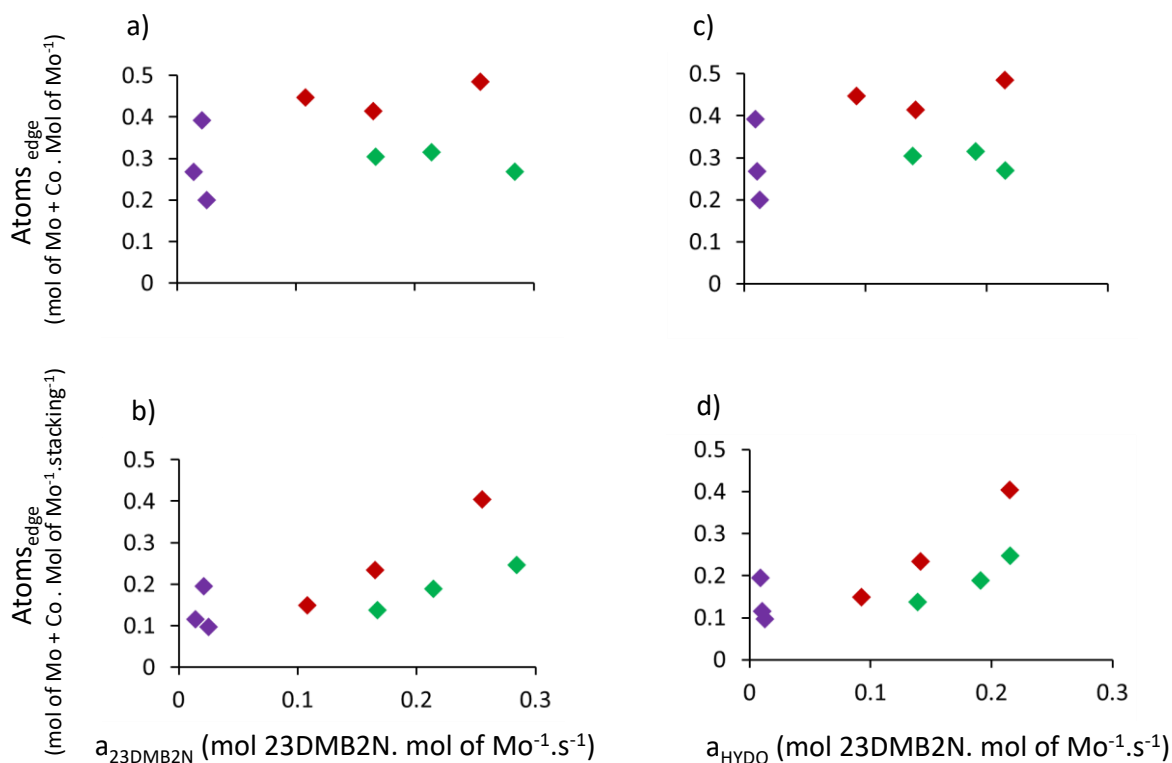 a)
Atoms edge
(mol of Mo + Co . Mol of Mo-1)
0.5
0.4
0.3
0.2
0.1
0
c)
0.5
0.4
0.3
0.2
0.1
0
b)
Atoms edge
(mol of Mo + Co . Mol of Mo-1.stacking-1)
0.5
0.4
0.3
0.2
0.1
0
0 0.1 0.2 0.3
a23DMB2N (mol 23DMB2N. mol of Mo-1.s-1)
d)
0.5
0.4
0.3
0.2
0.1
0
0 0.1 0.2 0.3
aHYDO (mol 23DMB2N. mol of Mo-1.s-1)